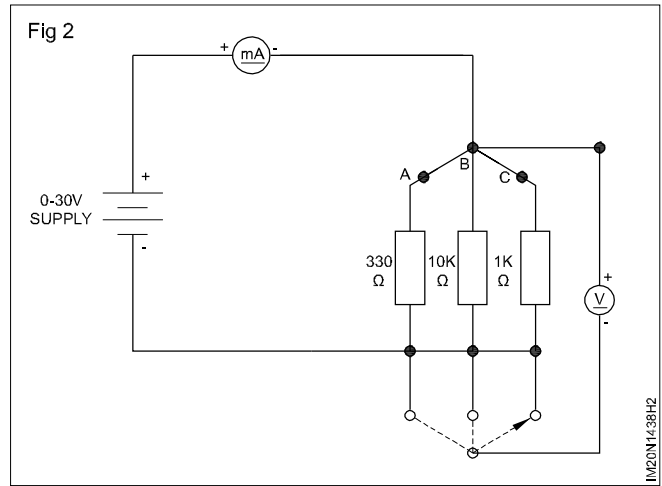 Fig 2
+ mA -
A B C
+
0-30V
SUPPLY
-
330
Ω
10K
Ω
1K
Ω
+
V
-
IM20N1438H2